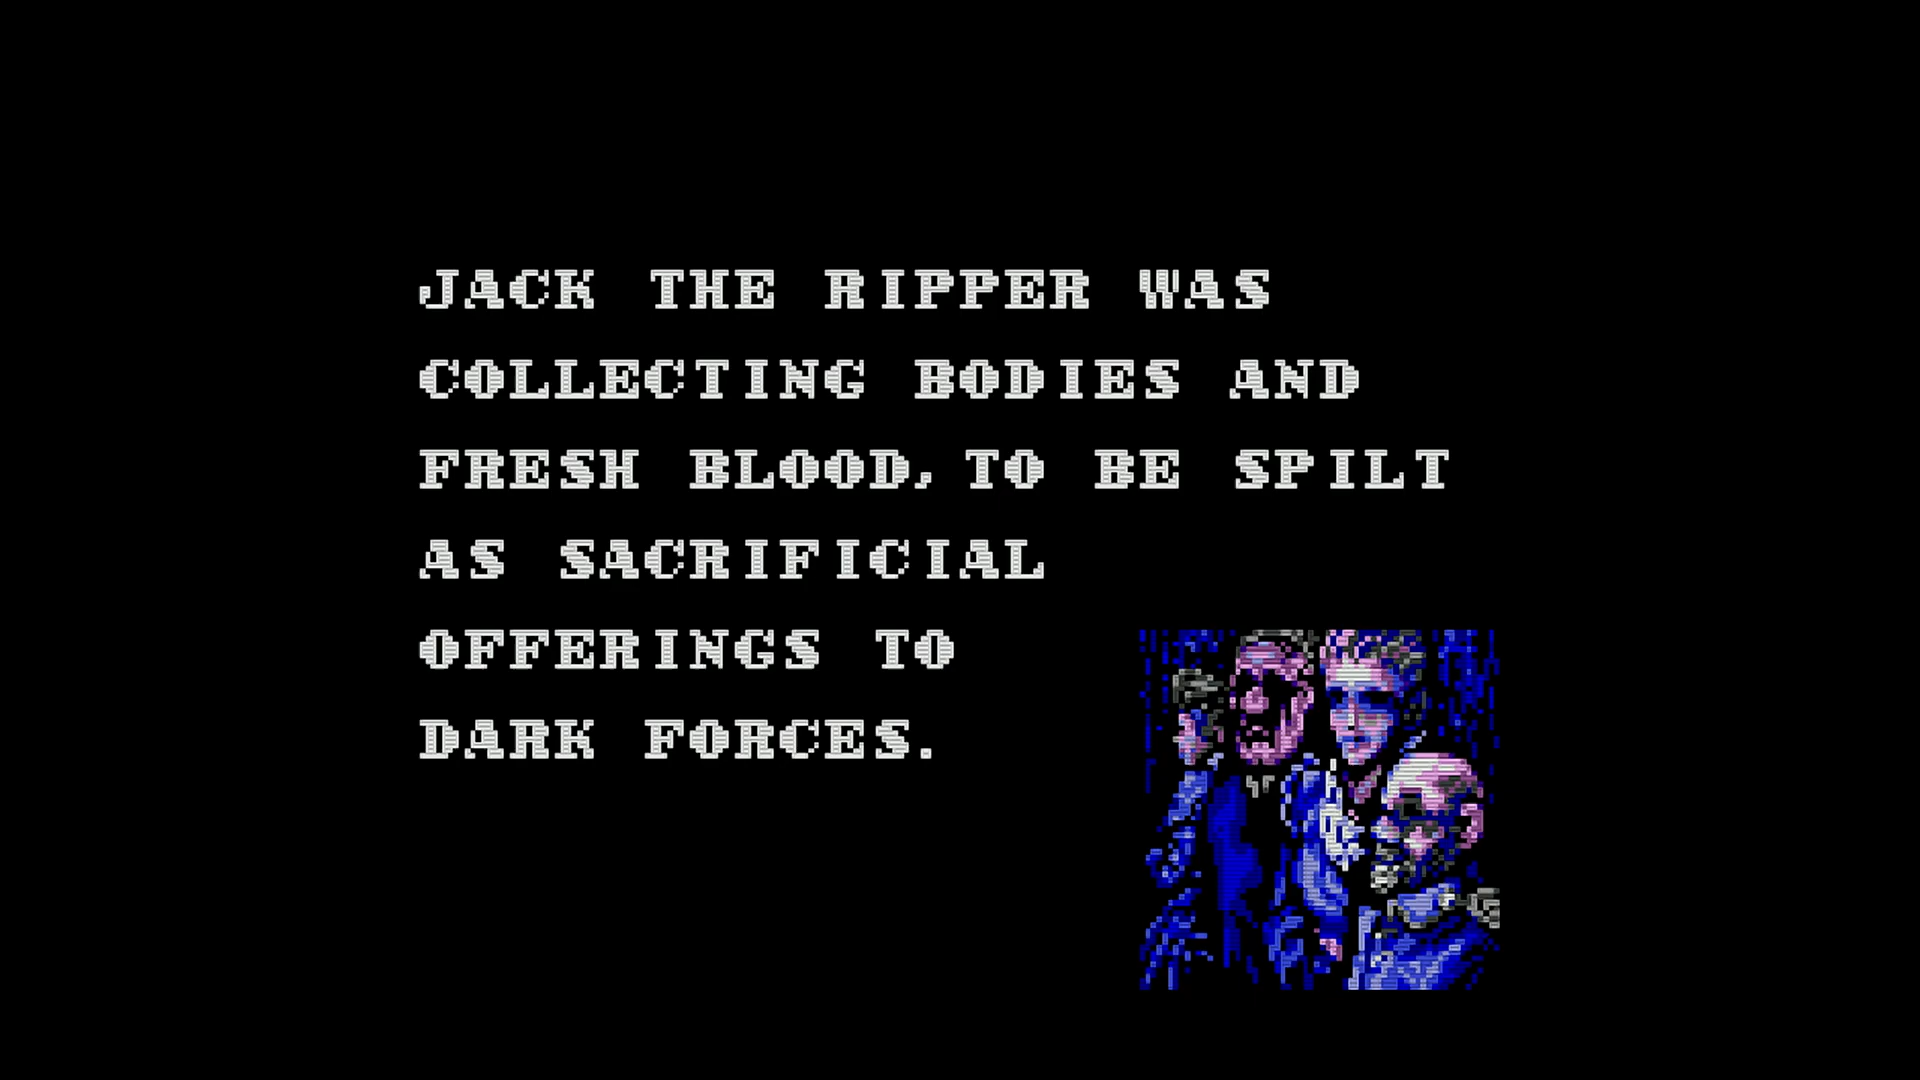 JACK THE RIPPER WAS
COLLECTING BODIES AND
FRESH BLOOD, TO BE SPILT
AS SACRIFICIAL
OFFERINGS TO
DARK FORCES.